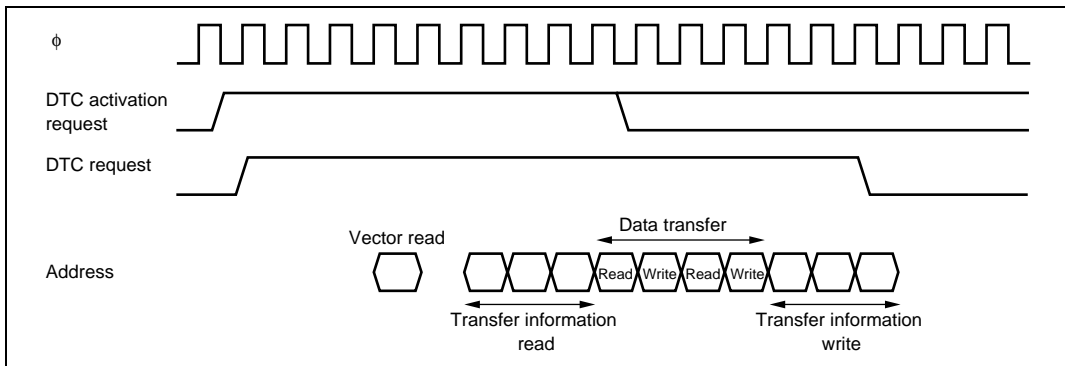 φ
DTC activation
request
DTC request
Data transfer
Vector read
Address
Read Write Read Write
Transfer information
read
Transfer information
write